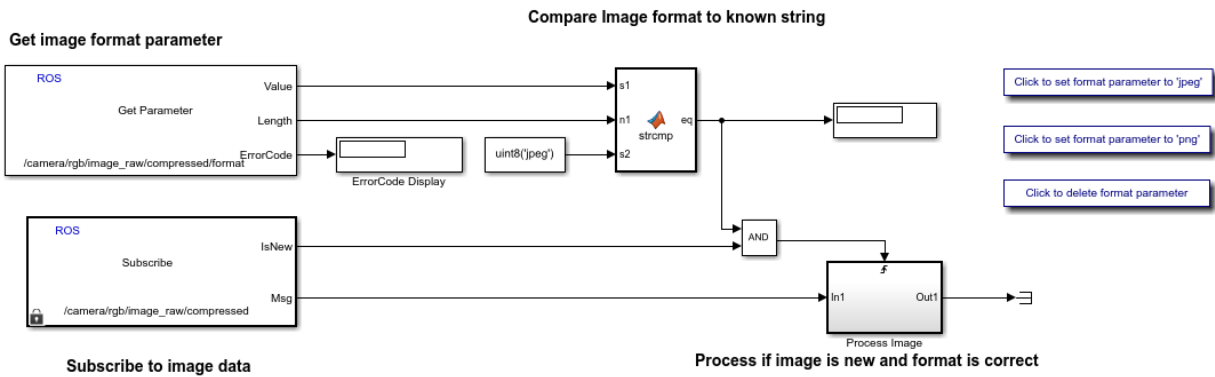 Compare Image format to known string
Get image format parameter
ROS
Get Parameter
/camera/rgb/image_raw/compressed/format
Value
Length
ErrorCode
ErrorCode Display
uint8('jpeg')
s1
n1
s2
strcmp
eq
Click to set format parameter to 'jpeg'
Click to set format parameter to 'png'
Click to delete format parameter
ROS
Subscribe
/camera/rgb/image_raw/compressed
IsNew
Msg
AND
In1
Out1
Process Image
Subscribe to image data
Process if image is new and format is correct